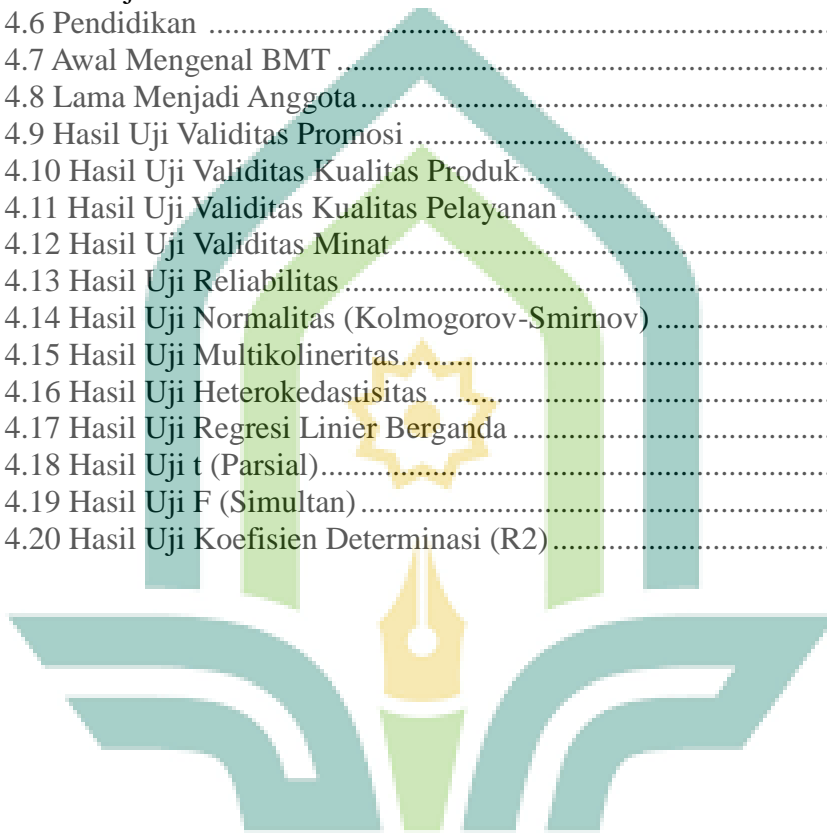 4.6 Pendidikan ........................................................................
4.7 Awal Mengenal BMT ........................................................
4.8 Lama Menjadi Anggota .....................................................
4.9 Hasil Uji Validitas Promosi ................................................
4.10 Hasil Uji Validitas Kualitas Produk...................................
4.11 Hasil Uji Validitas Kualitas Pelayanan ..............................
4.12 Hasil Uji Validitas Minat..................................................
4.13 Hasil Uji Reliabilitas ........................................................
4.14 Hasil Uji Normalitas (Kolmogorov-Smirnov) ....................
4.15 Hasil Uji Multikolineritas..................................................
4.16 Hasil Uji Heterokedastisitas ..............................................
4.17 Hasil Uji Regresi Linier Berganda .....................................
4.18 Hasil Uji t (Parsial)...........................................................
4.19 Hasil Uji F (Simultan) .......................................................
4.20 Hasil Uji Koefisien Determinasi (R2) ................................